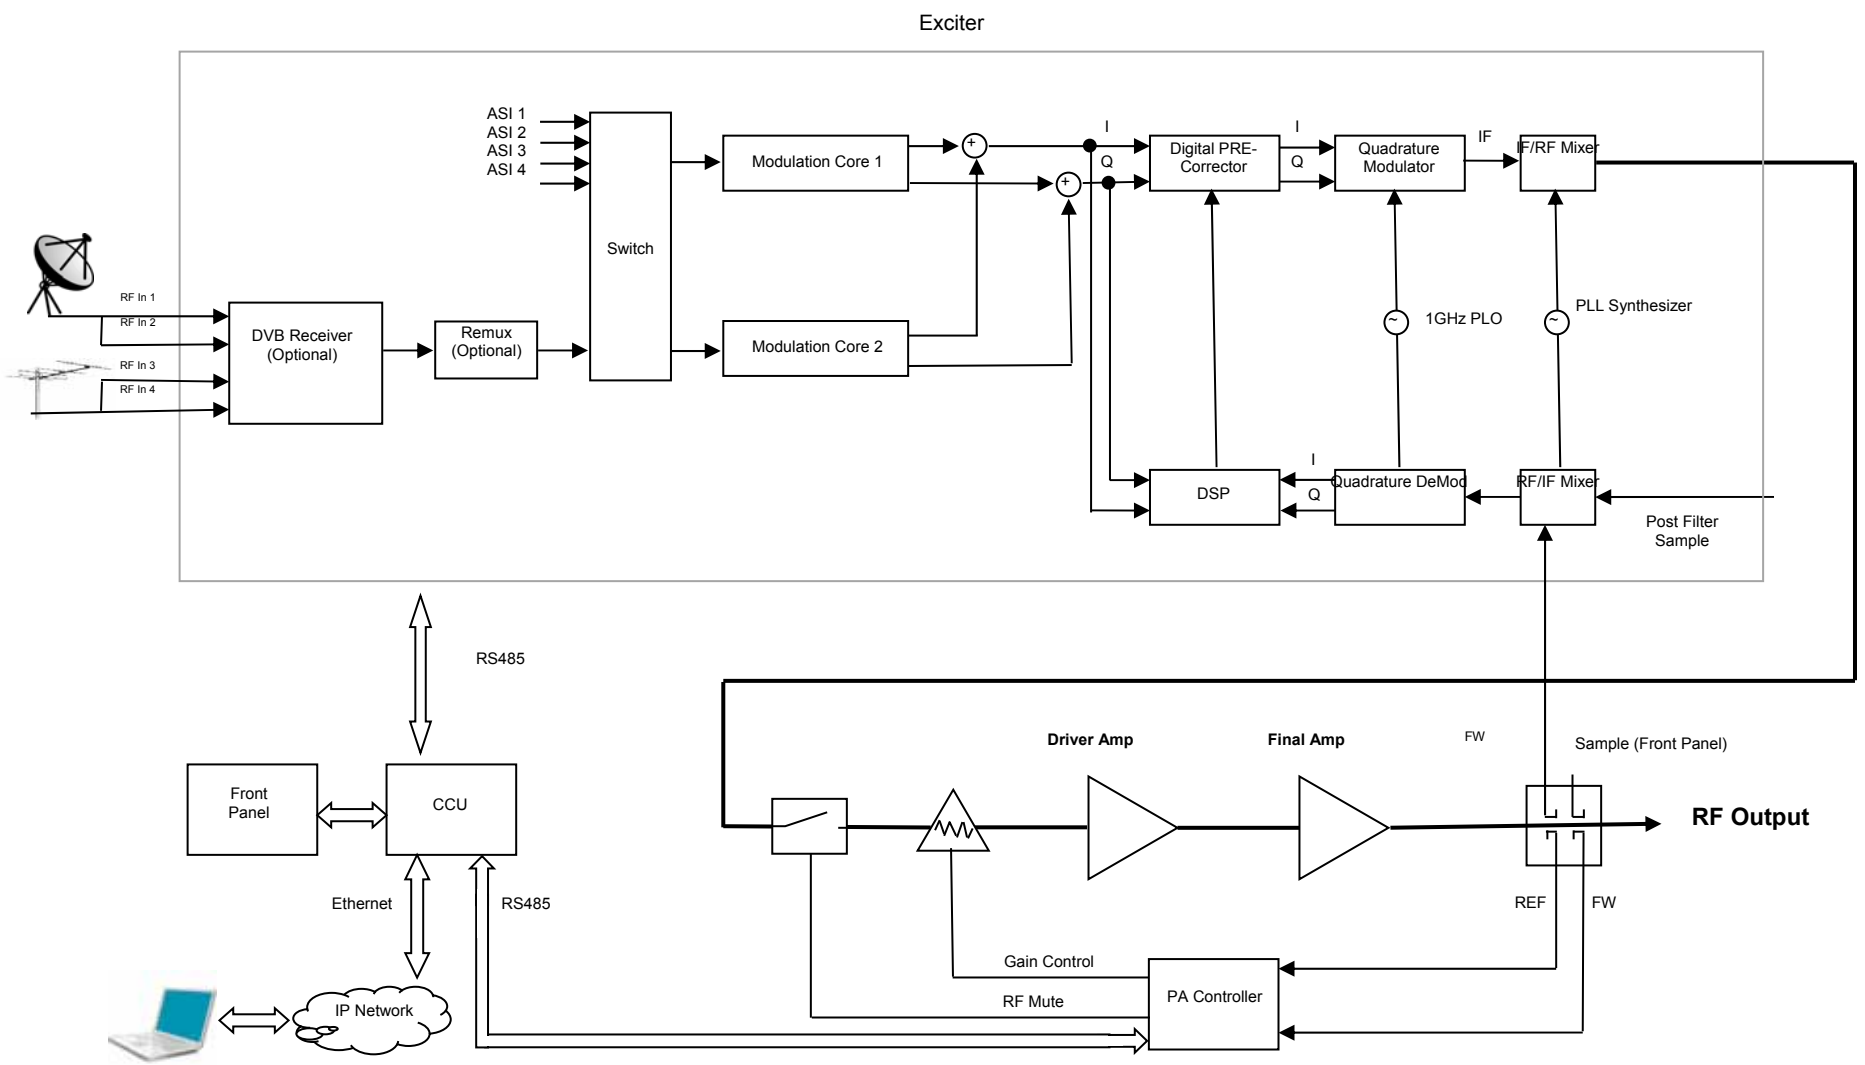 Exciter
ASI 1
ASI 2
ASI 3
ASI 4
Switch
Modulation Core 1
+
+
I
Q
Digital PRE-
Corrector
I
Q
Quadrature
Modulator
IF
IF/RF Mixer
RF In 1
RF In 2
RF In 3
RF In 4
DVB Receiver
(Optional)
Remux
(Optional)
Modulation Core 2
~
1GHz PLO
~
PLL Synthesizer
DSP
I
Q
Quadrature DeMod
RF/IF Mixer
Post Filter
Sample
RS485
Front
Panel
CCU
Driver Amp
Final Amp
FW
Sample (Front Panel)
RF Output
Ethernet
RS485
REF
FW
Gain Control
RF Mute
PA Controller
IP Network